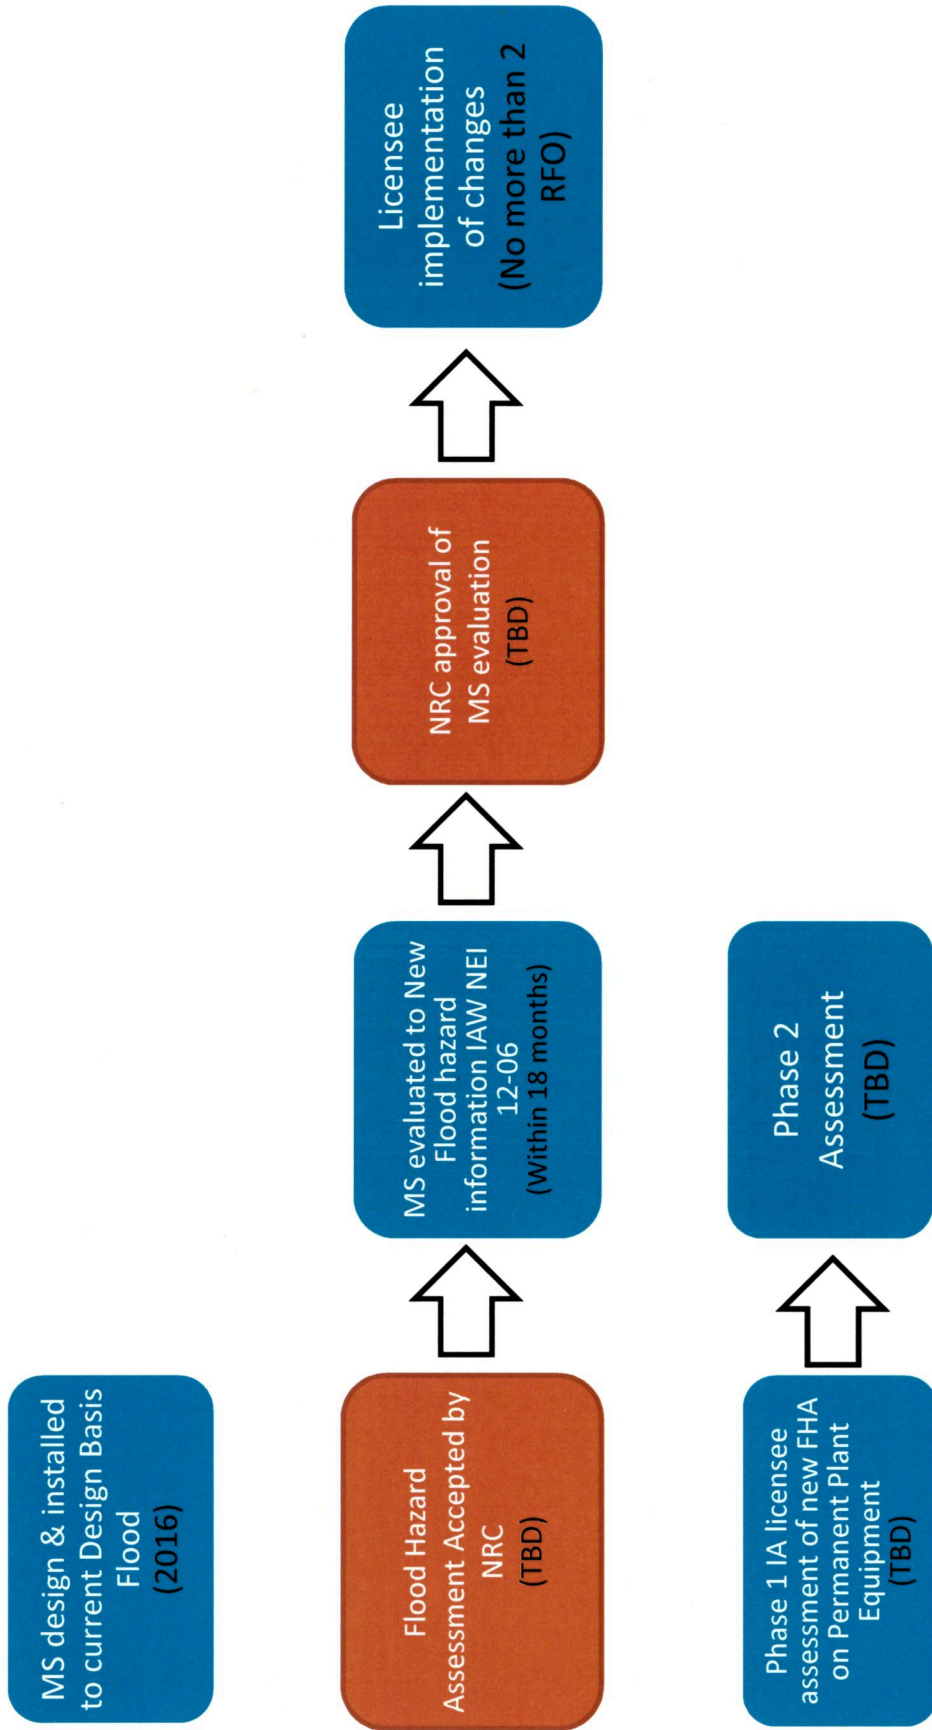 MS design & installed
to current Design Basis
Flood
(2016)
Flood Hazard
Assessment Accepted by
NRC
(TBD)
MS evaluated to New
Flood hazard
information IAW NEI
12-06
(Within 18 months)
NRC approval of
MS evaluation
(TBD)
Licensee
implementation
of changes
(No more than 2
RFO)
Phase 1 IA licensee
assessment of new FHA
on Permanent Plant
Equipment
(TBD)
Phase 2
Assessment
(TBD)